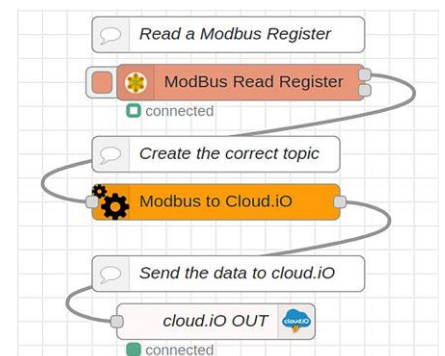 Read a Modbus Register
ModBus Read Register
connected
Create the correct topic
Modbus to Cloud.iO
Send the data to cloud.iO
cloud.iO OUT
cloud.iO
connected